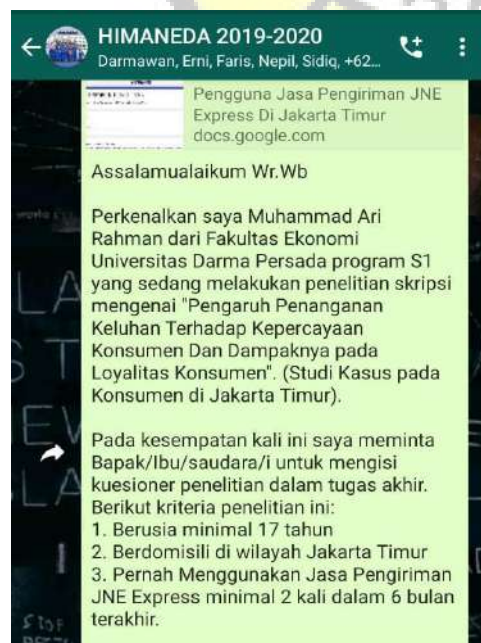 HIMANEDA 2019-2020
Darmawan, Erni, Faris, Nepil, Sidiq, +62...
Pengguna Jasa Pengiriman JNE
Express Di Jakarta Timur
docs.google.com
Assalamualaikum Wr.Wb
Perkenalkan saya Muhammad Ari
Rahman dari Fakultas Ekonomi
Universitas Darma Persada program S1
yang sedang melakukan penelitian skripsi
mengenai "Pengaruh Penanganan
Keluhan Terhadap Kepercayaan
Konsumen Dan Dampaknya pada
Loyalitas Konsumen". (Studi Kasus pada
Konsumen di Jakarta Timur).
Pada kesempatan kali ini saya meminta
Bapak/Ibu/saudara/i untuk mengisi
kuesioner penelitian dalam tugas akhir.
Berikut kriteria penelitian ini:
1. Berusia minimal 17 tahun
2. Berdomisili di wilayah Jakarta Timur
3. Pernah Menggunakan Jasa Pengiriman
JNE Express minimal 2 kali dalam 6 bulan
terakhir.